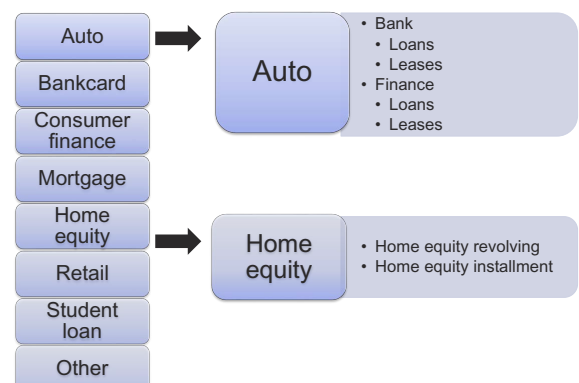 Auto
Bankcard
Consumer
finance
Mortgage
Home
equity
Retail
Student
loan
Other
Auto
• Bank
• Loans
• Leases
• Finance
• Loans
• Leases
Home
equity
• Home equity revolving
• Home equity installment